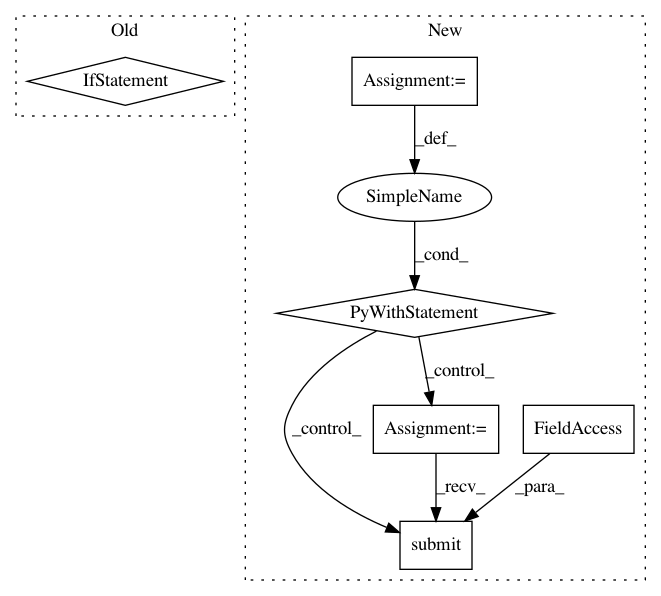 Old
New
IfStatement
Assignment:=
_def_
SimpleName
_cond_
PyWithStatement
_control_
_control_
Assignment:=
FieldAccess
_recv_
_para_
submit